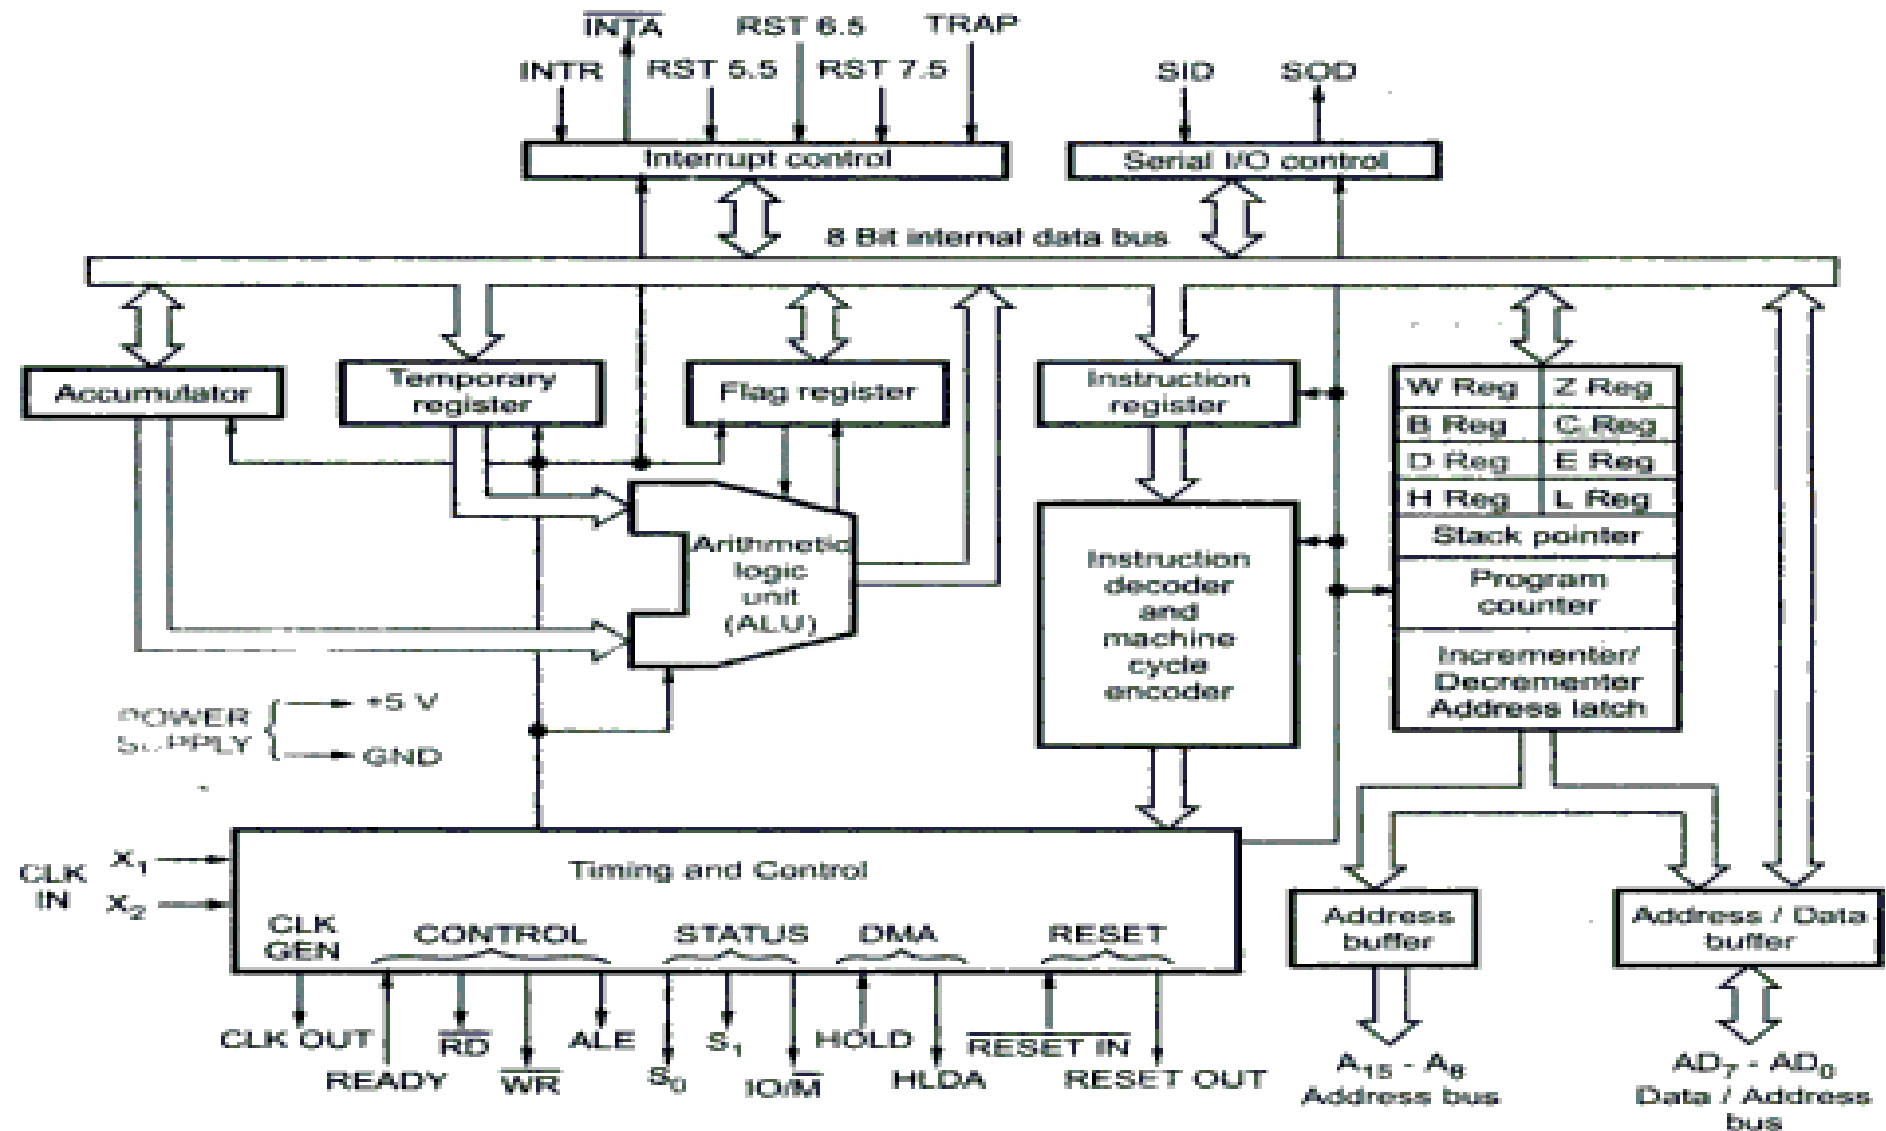 INTA
RST 6.5
TRAP
INTR
RST 5.5
RST 7.5
SID
SOD
Interrupt control
Serial I/O control
8 Bit internal data bus
Accumulator
Temporary
register
Flag register
Instruction
register
W Reg
Z Reg
B Reg
C Reg
D Reg
E Reg
H Reg
L Reg
Stack pointer
Program
counter
Incrementer/
Decrementer
Address latch
Arithmetic
logic
unit
(ALU)
Instruction
decoder
and
machine
cycle
encoder
POWER
SUPPLY
+5 V
GND
CLK
IN
X1
X2
Timing and Control
CLK
GEN
CONTROL
STATUS
DMA
RESET
Address
buffer
Address / Data
buffer
CLK OUT
READY
RD
WR
ALE
S0
S1
IO/M
HOLD
HLDA
RESET IN
RESET OUT
A15 - A8
Address bus
AD7 - AD0
Data / Address
bus